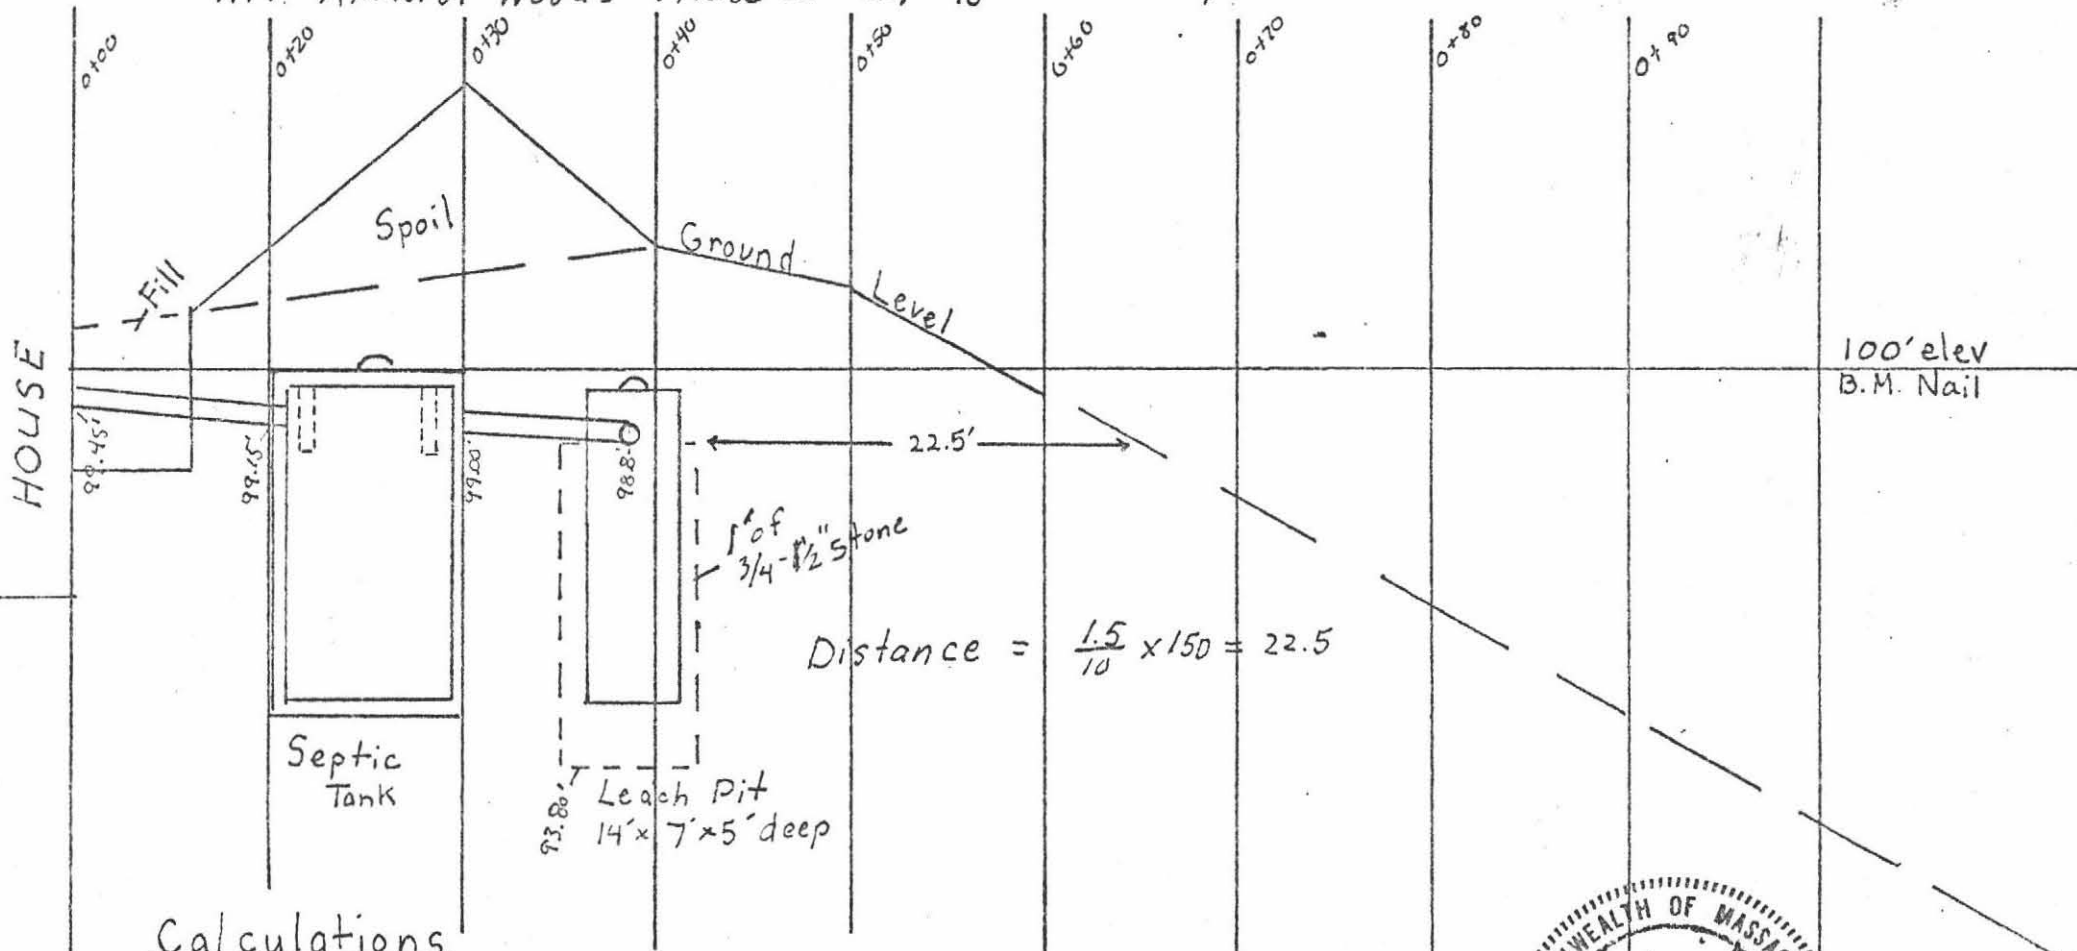 0+00
0+20
0+30
0+40
0+50
0+60
0+70
0+80
0+90
Spoil
Ground
Level
Fill
HOUSE
100' elev
B.M. Nail
99.45'
99.15'
99.00'
98.8
22.5'
1' of
3/4-1 1/2" Stone
Distance = 1.5/10 x 150 = 22.5
Septic
Tank
93.80'
Leach Pit
14' x 7' x 5' deep
Calculations
WEALTH OF MASSA